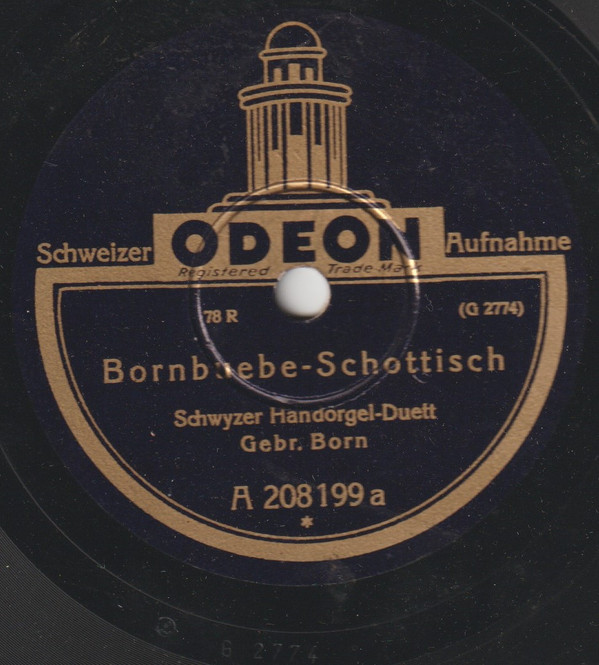 Schweizer ODEON Aufnahme
Registered Trade Mark
78 R (G 2774)
Bornbuebe-Schottisch
Schwyzer Handorgel-Duett
Gebr. Born
A 208199 a
*
G 2774